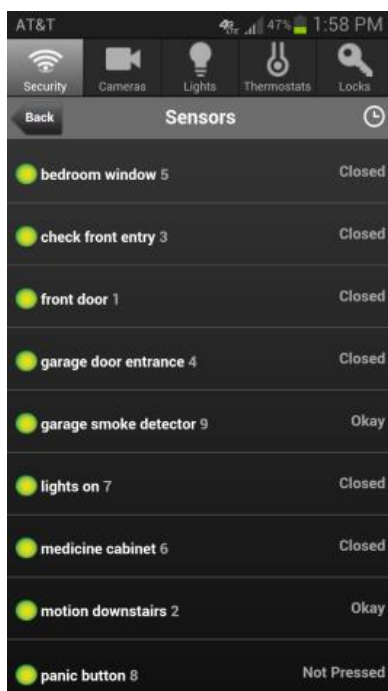 AT&T 4G LTE 47% 1:58 PM
Security Cameras Lights Thermostats Locks
Back Sensors
bedroom window 5 Closed
check front entry 3 Closed
front door 1 Closed
garage door entrance 4 Closed
garage smoke detector 9 Okay
lights on 7 Closed
medicine cabinet 6 Closed
motion downstairs 2 Okay
panic button 8 Not Pressed